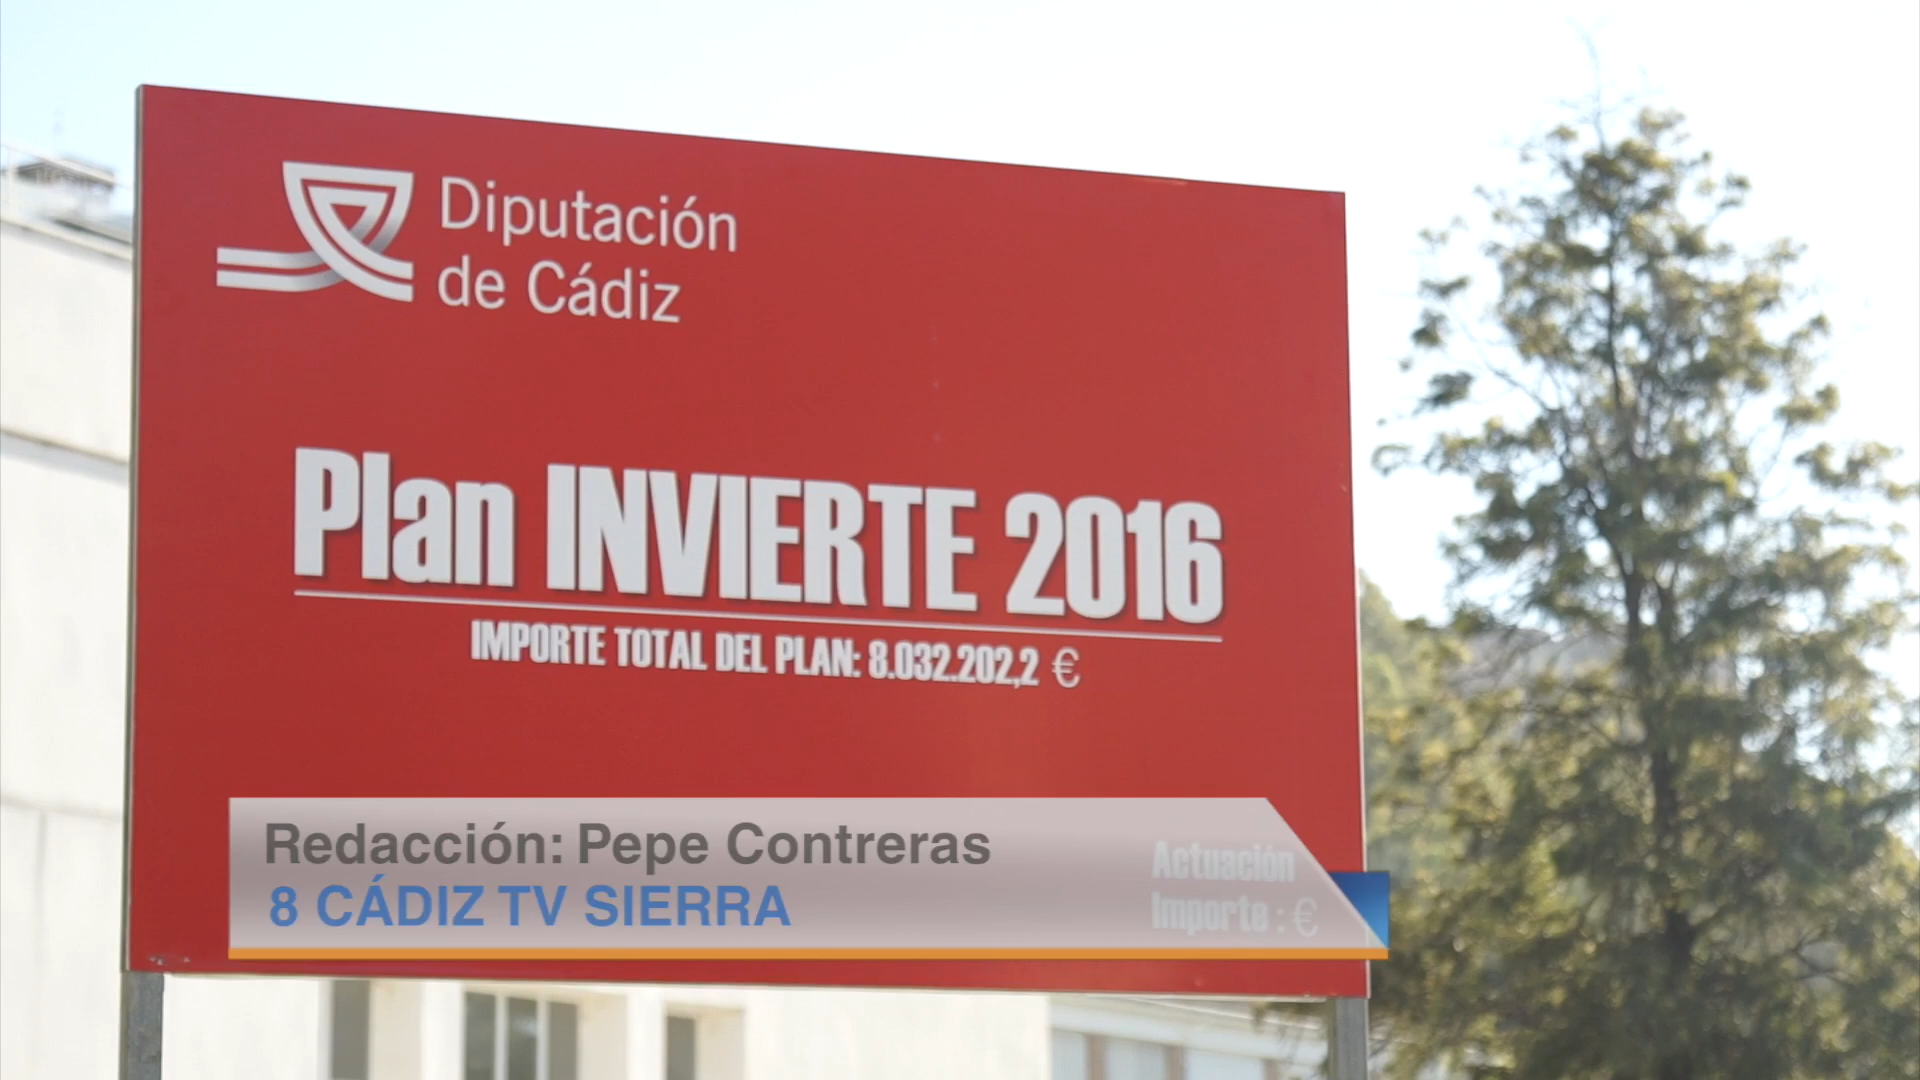 Diputación
de Cádiz
Plan INVIERTE 2016
IMPORTE TOTAL DEL PLAN: 8.032.202,2 €
Redacción: Pepe Contreras
8 CÁDIZ TV SIERRA
Actuación
Importe : €